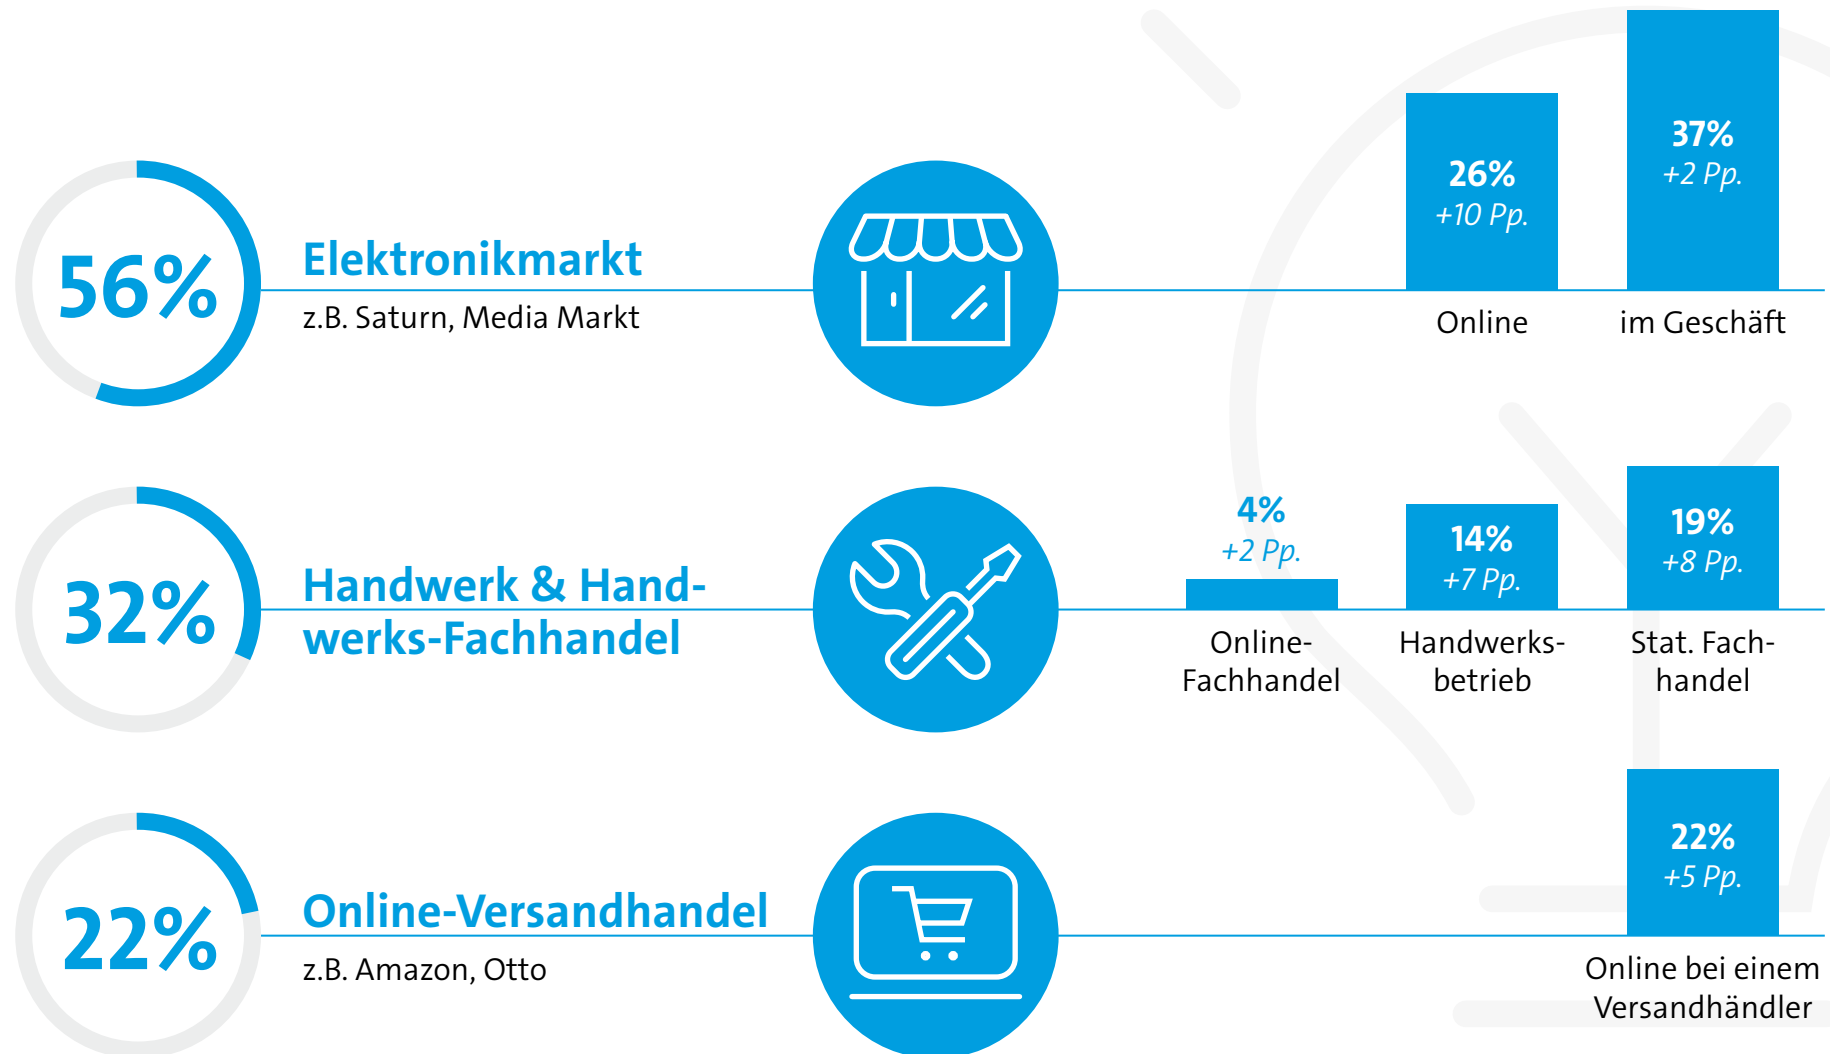 56%
Elektronikmarkt
z.B. Saturn, Media Markt
26%
+10 Pp.
Online
37%
+2 Pp.
im Geschäft
32%
Handwerk & Hand-
werks-Fachhandel
4%
+2 Pp.
Online-
Fachhandel
14%
+7 Pp.
Handwerks-
betrieb
19%
+8 Pp.
Stat. Fach-
handel
22%
Online-Versandhandel
z.B. Amazon, Otto
22%
+5 Pp.
Online bei einem
Versandhändler